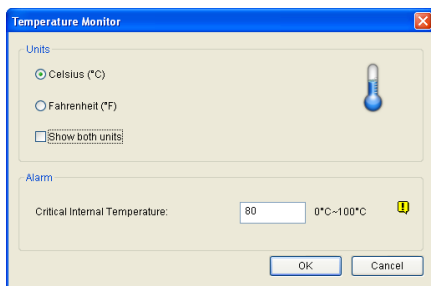 Temperature Monitor
Units
Celsius (°C)
Fahrenheit (°F)
Show both units
Alarm
Critical Internal Temperature: 80 0°C~100°C
OK Cancel